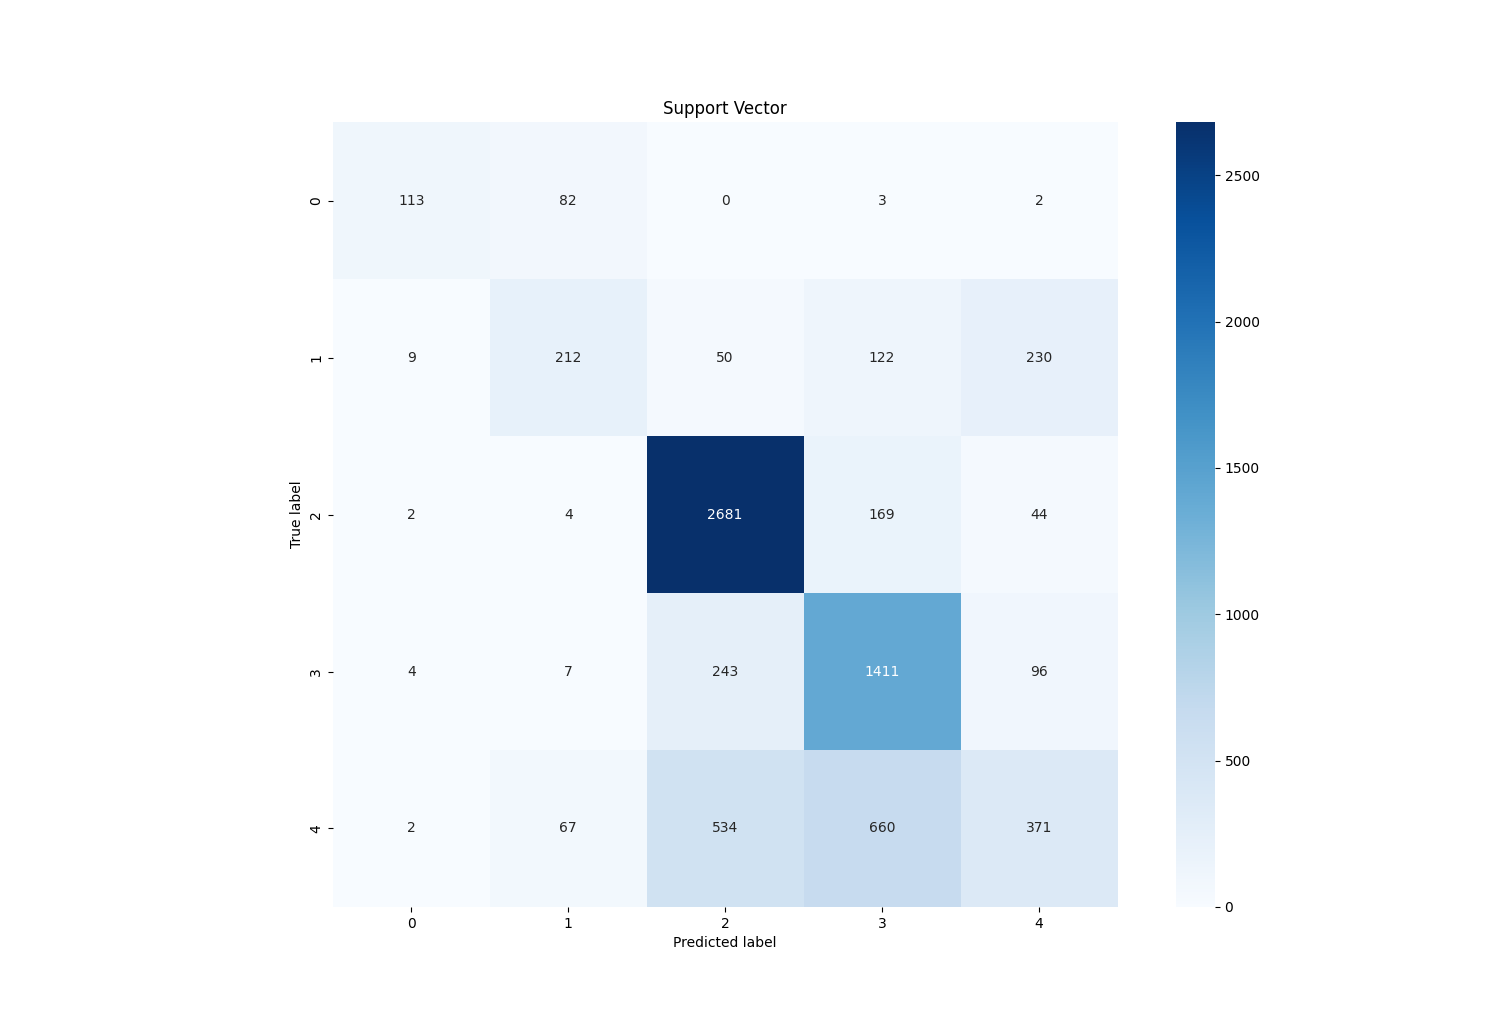 Support Vector
0 113 82 0 3 2
1 9 212 50 122 230
2 2 4 2681 169 44
3 4 7 243 1411 96
4 2 67 534 660 371
0 1 2 3 4
Predicted label
True label
2500
2000
1500
1000
500
0